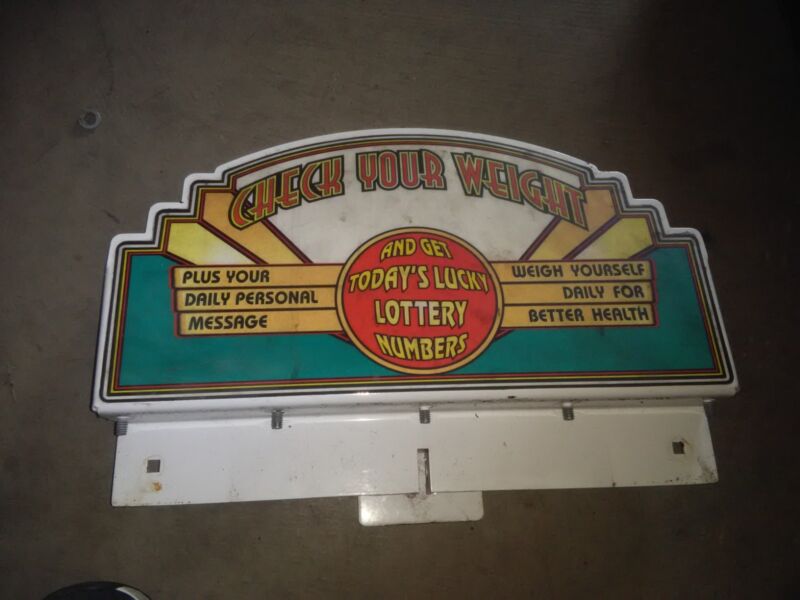 CHECK YOUR WEIGHT
AND GET
TODAY'S LUCKY
LOTTERY
NUMBERS
PLUS YOUR
DAILY PERSONAL
MESSAGE
WEIGH YOURSELF
DAILY FOR
BETTER HEALTH